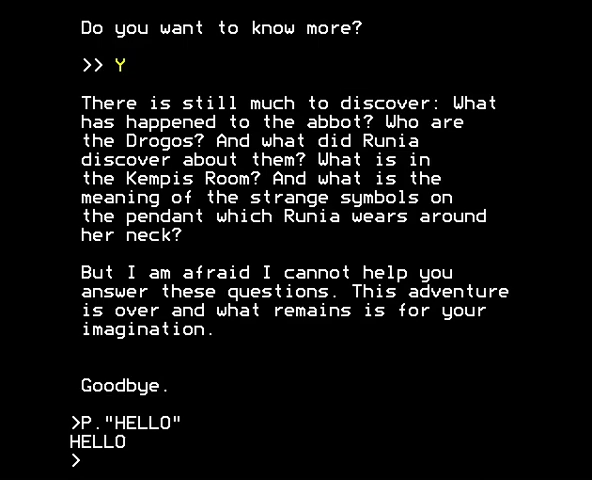 Do you want to know more?
>> Y
There is still much to discover: What
has happened to the abbot? Who are
the Drogos? And what did Runia
discover about them? What is in
the Kempis Room? And what is the
meaning of the strange symbols on
the pendant which Runia wears around
her neck?
But I am afraid I cannot help you
answer these questions. This adventure
is over and what remains is for your
imagination.
Goodbye.
>P."HELLO"
HELLO
>